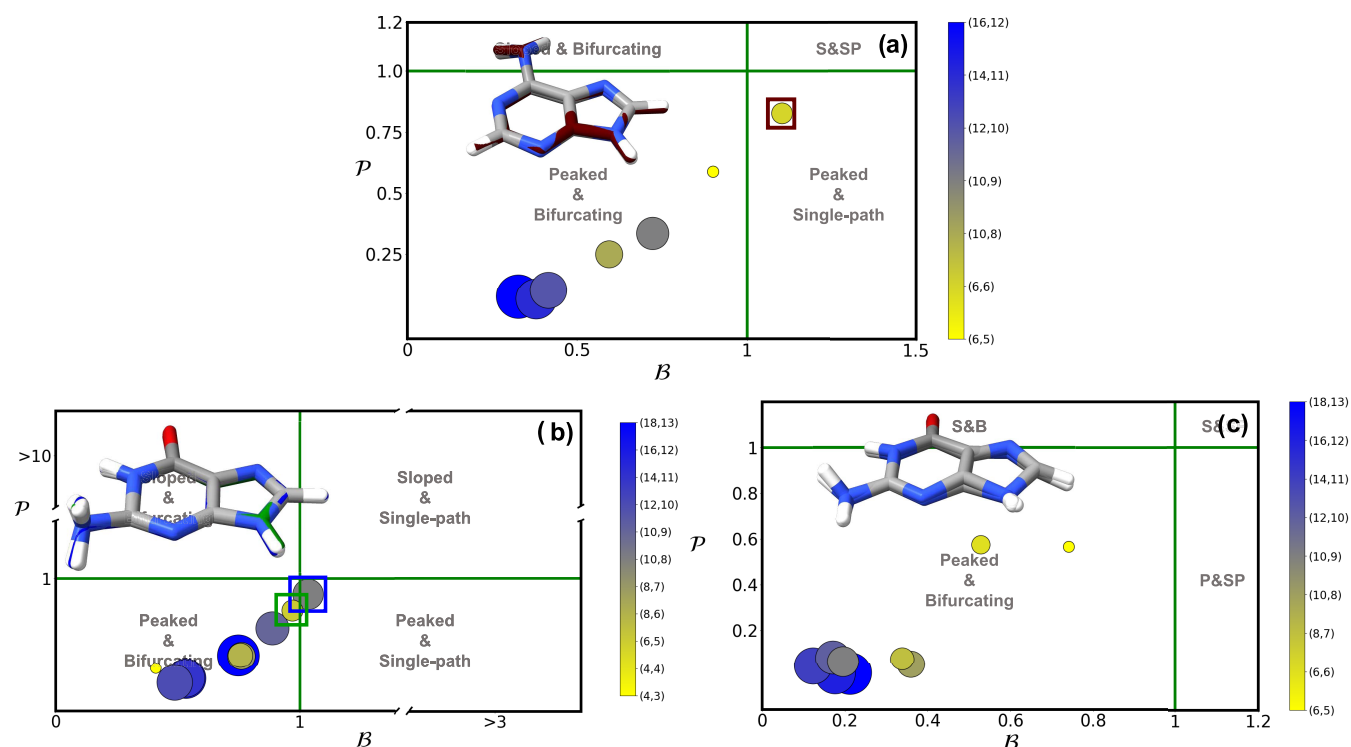 (a)
1.2
1.0
0.75
0.5
0.25
P
& Bifurcating
S&SP
Peaked
&
Bifurcating
Peaked
&
Single-path
0
0.5
1
1.5
B
(16,12)
(14,11)
(12,10)
(10,9)
(10,8)
(6,6)
(6,5)
(b)
>10
P
1
Sloped
&
Sloped
&
Single-path
Peaked
&
Bifurcating
Peaked
&
Single-path
0
1
>3
B
(18,13)
(16,12)
(14,11)
(12,10)
(10,9)
(10,8)
(8,7)
(8,6)
(6,5)
(4,4)
(4,3)
(c)
S&B
1
0.8
0.6
0.4
0.2
P
Peaked
&
Bifurcating
P&SP
0
0.2
0.4
0.6
0.8
1
1.2
B
(18,13)
(16,12)
(14,11)
(12,10)
(10,9)
(10,8)
(8,7)
(6,6)
(6,5)